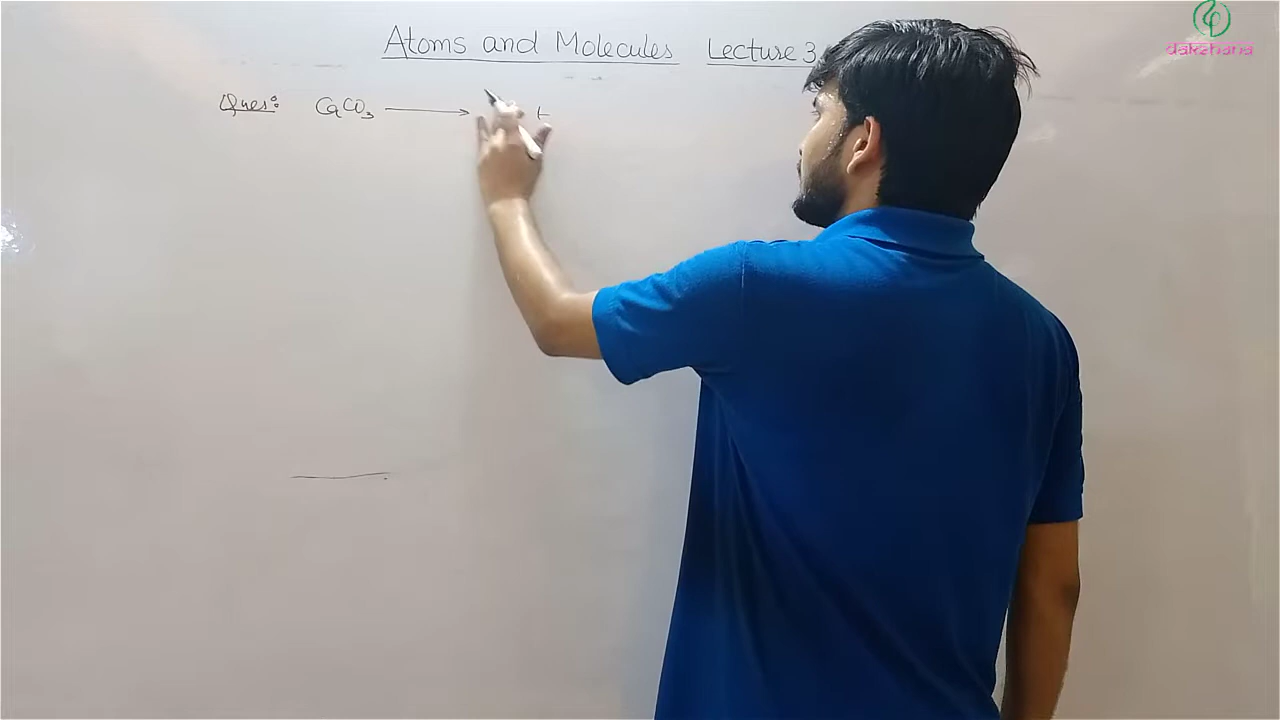 Atoms and Molecules Lecture 3
dakshana
Ques: CaCO₃ ⟶ +